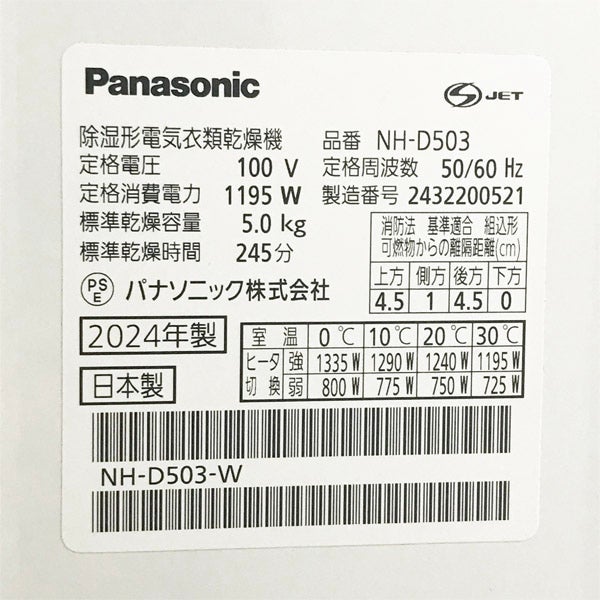 Panasonic
S JET
除湿形電気衣類乾燥機 品番 NH-D503
定格電圧 100 V 定格周波数 50/60 Hz
定格消費電力 1195 W 製造番号 2432200521
標準乾燥容量 5.0 kg
標準乾燥時間 245分
消防法 基準適合 組込形
可燃物からの離隔距離(cm)
上方 側方 後方 下方
4.5 1 4.5 0
PSE パナソニック株式会社
2024年製
日本製
室温 0℃ 10℃ 20℃ 30℃
ヒータ 強 1335 W 1290 W 1240 W 1195 W
切換 弱 800 W 775 W 750 W 725 W
NH-D503-W